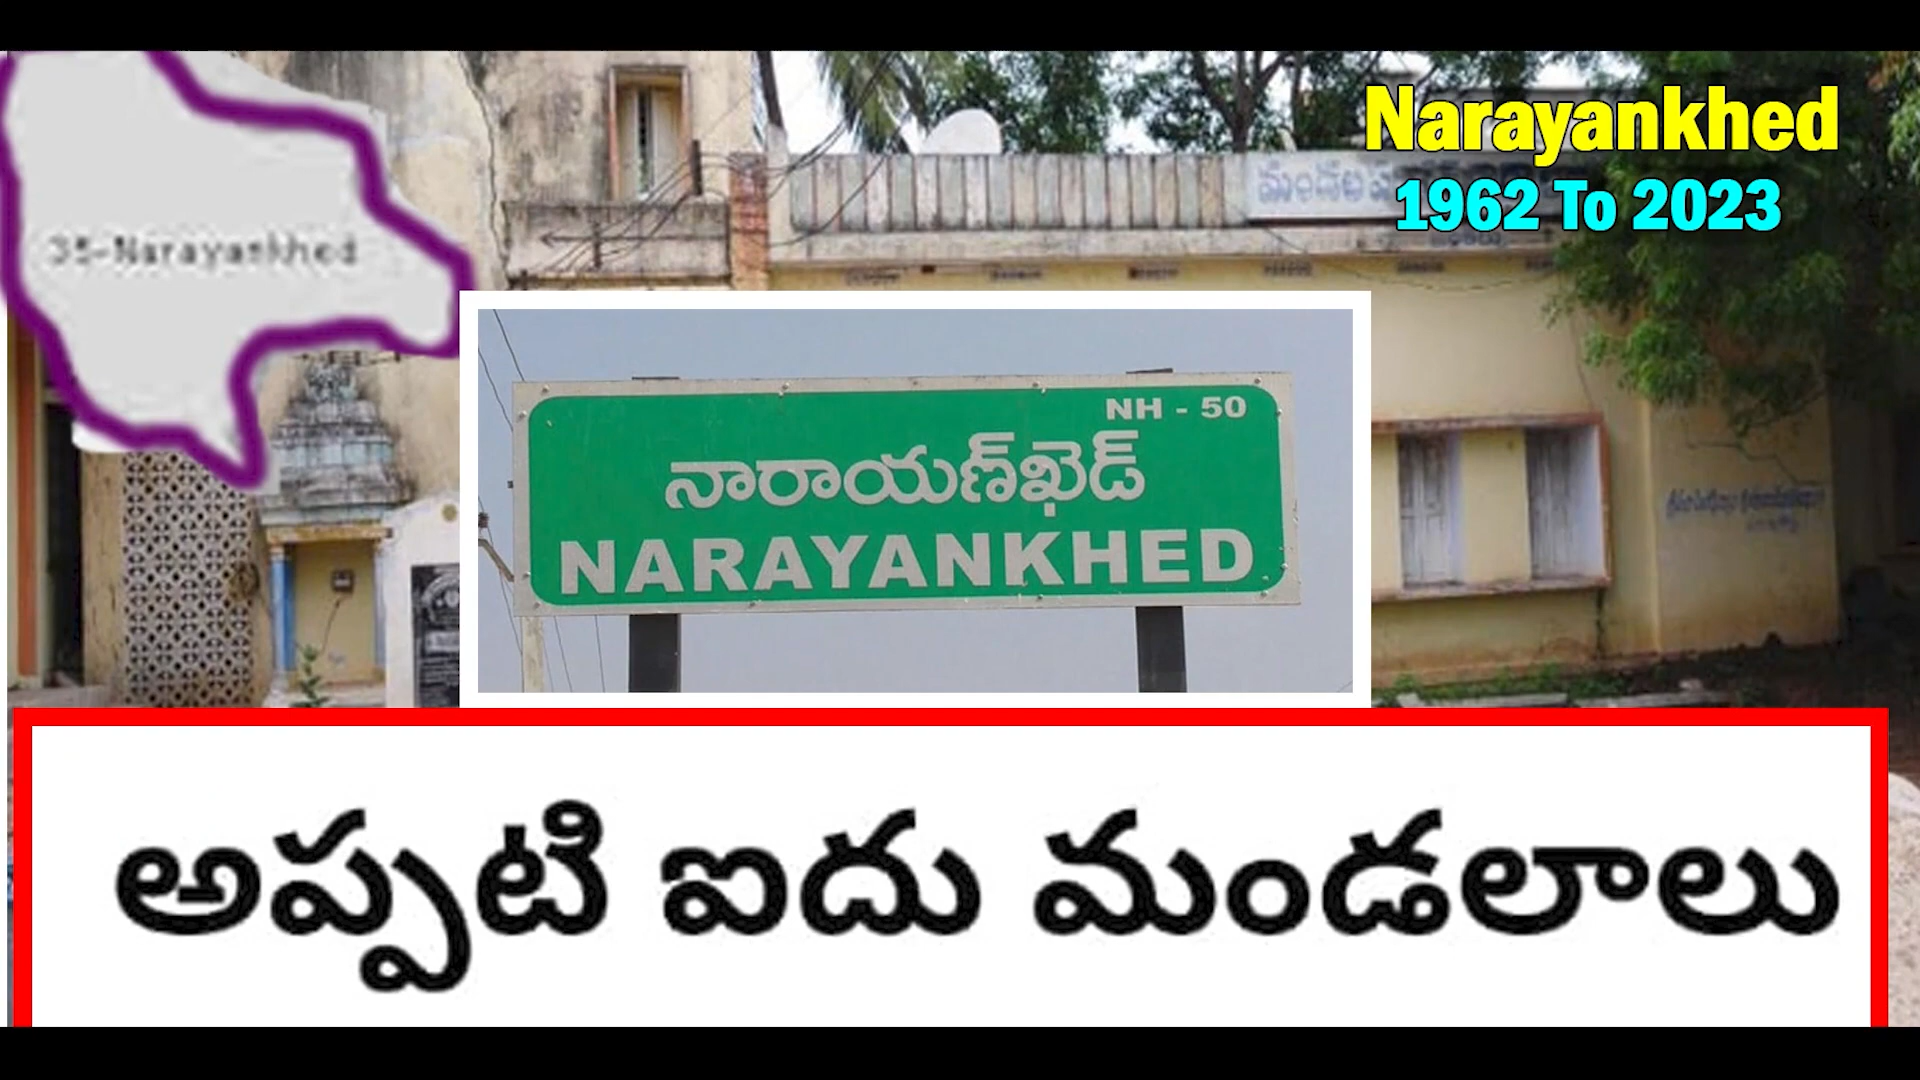 Narayankhed
1962 To 2023
35-Narayankhed
NH - 50
నారాయణ్‌ఖైడ్
NARAYANKHED
అప్పటి ఐదు మండలాలు